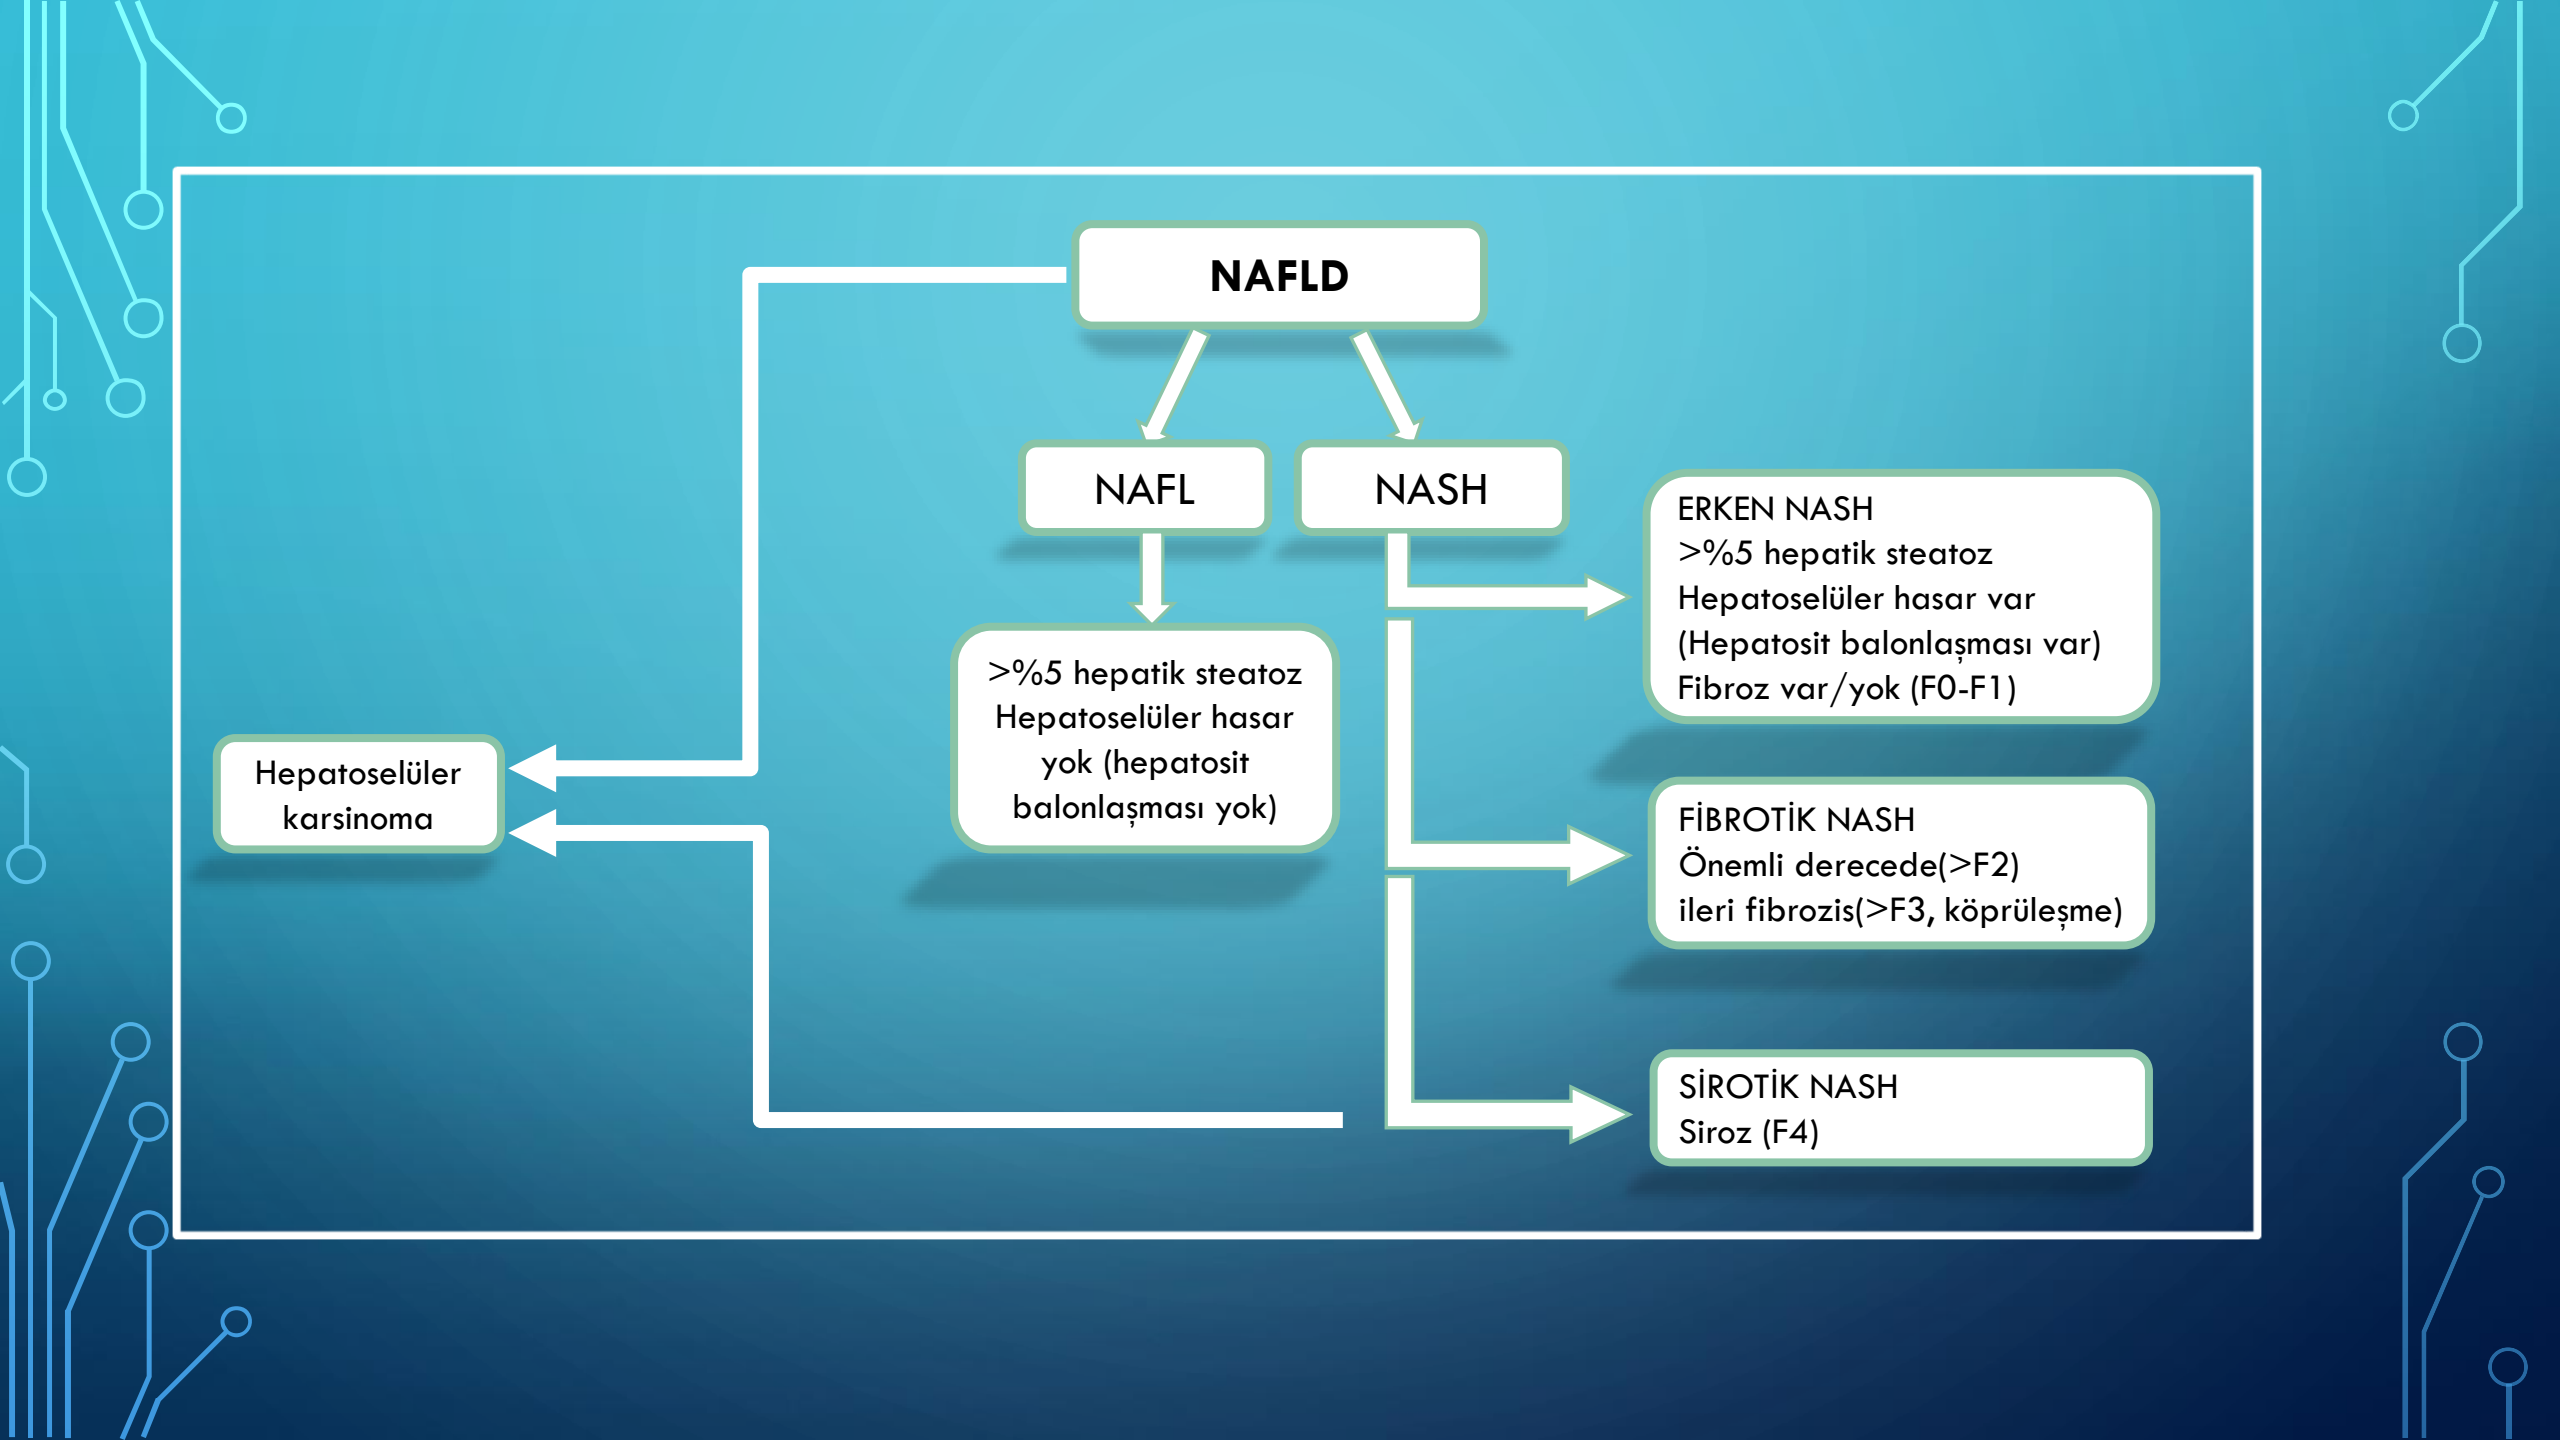 NAFLD
NAFL
NASH
>%5 hepatik steatoz
Hepatoselüler hasar
yok (hepatosit
balonlaşması yok)
ERKEN NASH
>%5 hepatik steatoz
Hepatoselüler hasar var
(Hepatosit balonlaşması var)
Fibroz var/yok (F0-F1)
FİBROTİK NASH
Önemli derecede(>F2)
ileri fibrozis(>F3, köprüleşme)
SİROTİK NASH
Siroz (F4)
Hepatoselüler
karsinoma